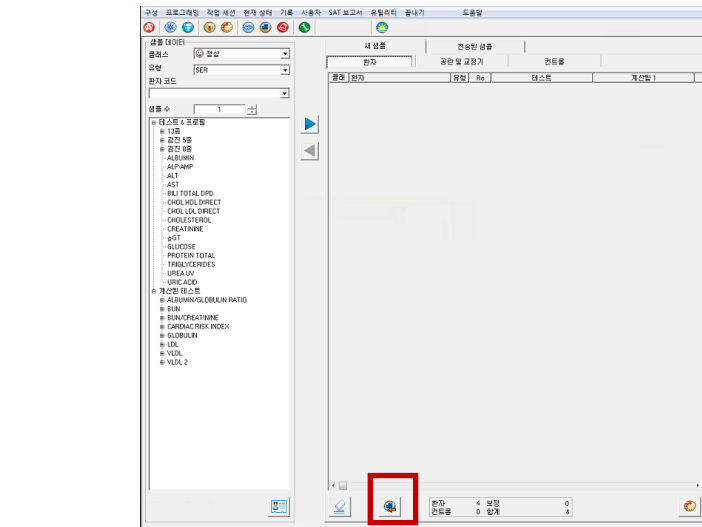 구성 프로그래밍 작업 세션 현재 상태 기록 사용자 SAT 보고서 유틸리티 끝내기 도움말
샘플 데이터
클래스 정상
유형 SER
환자 코드
샘플 수 1
테스트 & 프로필
13종
검진 5종
검진 8종
ALBUMIN
ALP-AMP
ALT
AST
BILI TOTAL DPD
CHOL HDL DIRECT
CHOL LDL DIRECT
CHOLESTEROL
CREATININE
gGT
GLUCOSE
PROTEIN TOTAL
TRIGLYCERIDES
UREA UV
URIC ACID
계산된 테스트
ALBUMIN/GLOBULIN RATIO
BUN
BUN/CREATININE
CARDIAC RISK INDEX
GLOBULIN
LDL
VLDL
VLDL 2
새 샘플 전송된 샘플
환자 공란 및 교정기 컨트롤
클래 환자 유형 Re 테스트 계산됨 1
환자 4 보정 0
컨트롤 0 합계 4